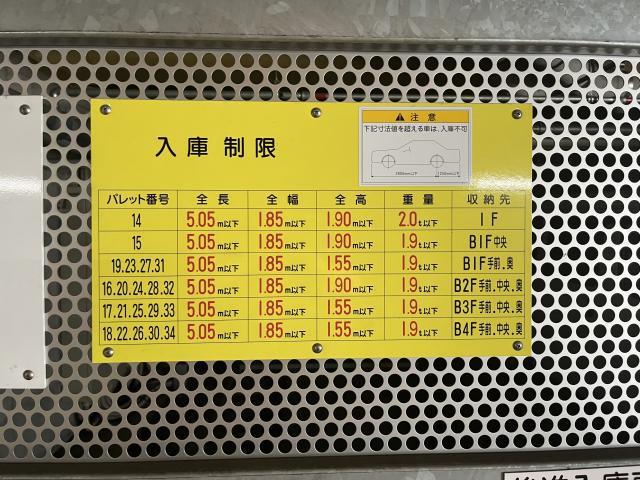 入庫制限
⚠ 注意
下記寸法値を超える車は、入庫不可
パレット番号 全長 全幅 全高 重量 収納先
14 5.05m以下 1.85m以下 1.90m以下 2.0t以下 1F
15 5.05m以下 1.85m以下 1.90m以下 1.9t以下 B1F中央
19.23.27.31 5.05m以下 1.85m以下 1.55m以下 1.9t以下 B1F手前.奥
16.20.24.28.32 5.05m以下 1.85m以下 1.90m以下 1.9t以下 B2F手前.中央.奥
17.21.25.29.33 5.05m以下 1.85m以下 1.55m以下 1.9t以下 B3F手前.中央.奥
18.22.26.30.34 5.05m以下 1.85m以下 1.55m以下 1.9t以下 B4F手前.中央.奥